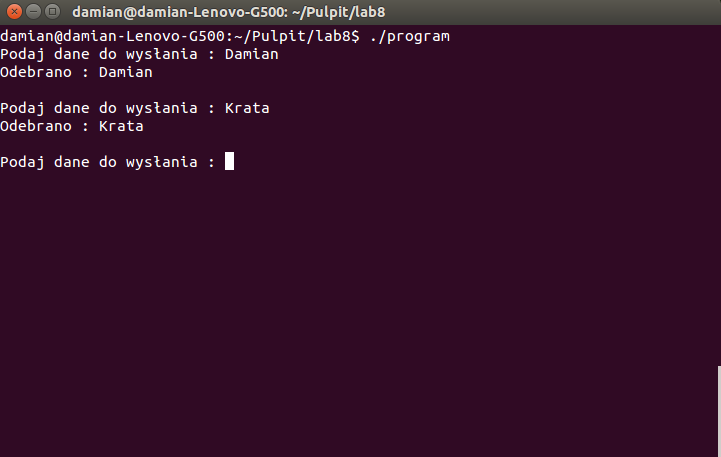 damian@damian-Lenovo-G500: ~/Pulpit/lab8
damian@damian-Lenovo-G500:~/Pulpit/lab8$ ./program
Podaj dane do wysłania : Damian
Odebrano : Damian
Podaj dane do wysłania : Krata
Odebrano : Krata
Podaj dane do wysłania :